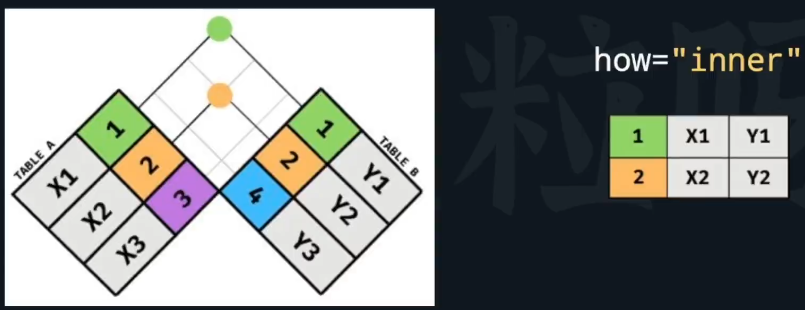 TABLE A
1
2
3
X1
X2
X3
TABLE B
1
2
4
Y1
Y2
Y3
how="inner"
1 X1 Y1
2 X2 Y2